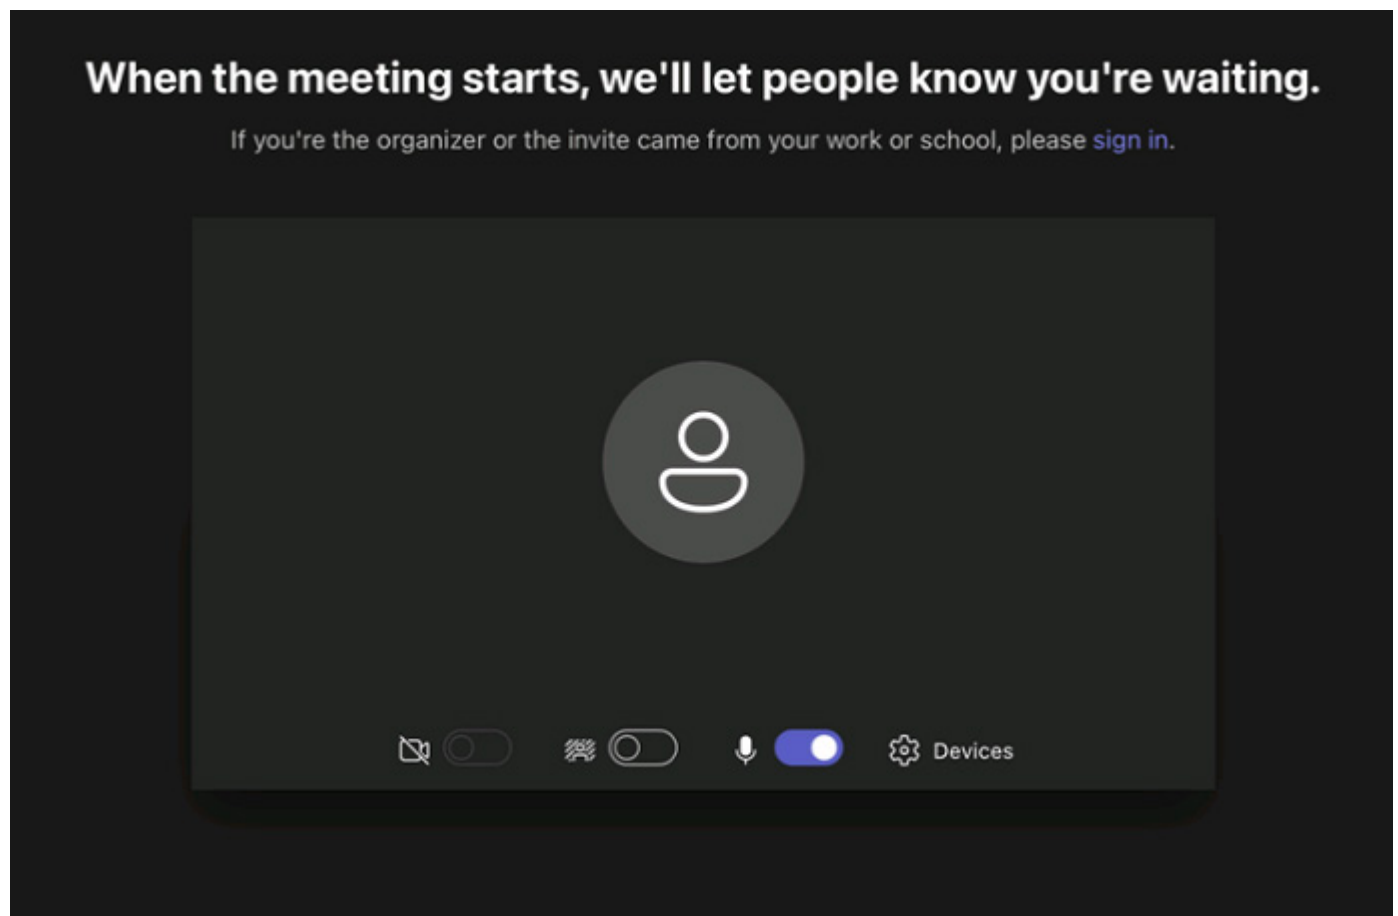 When the meeting starts, we'll let people know you're waiting.
If you're the organizer or the invite came from your work or school, please sign in.
Devices